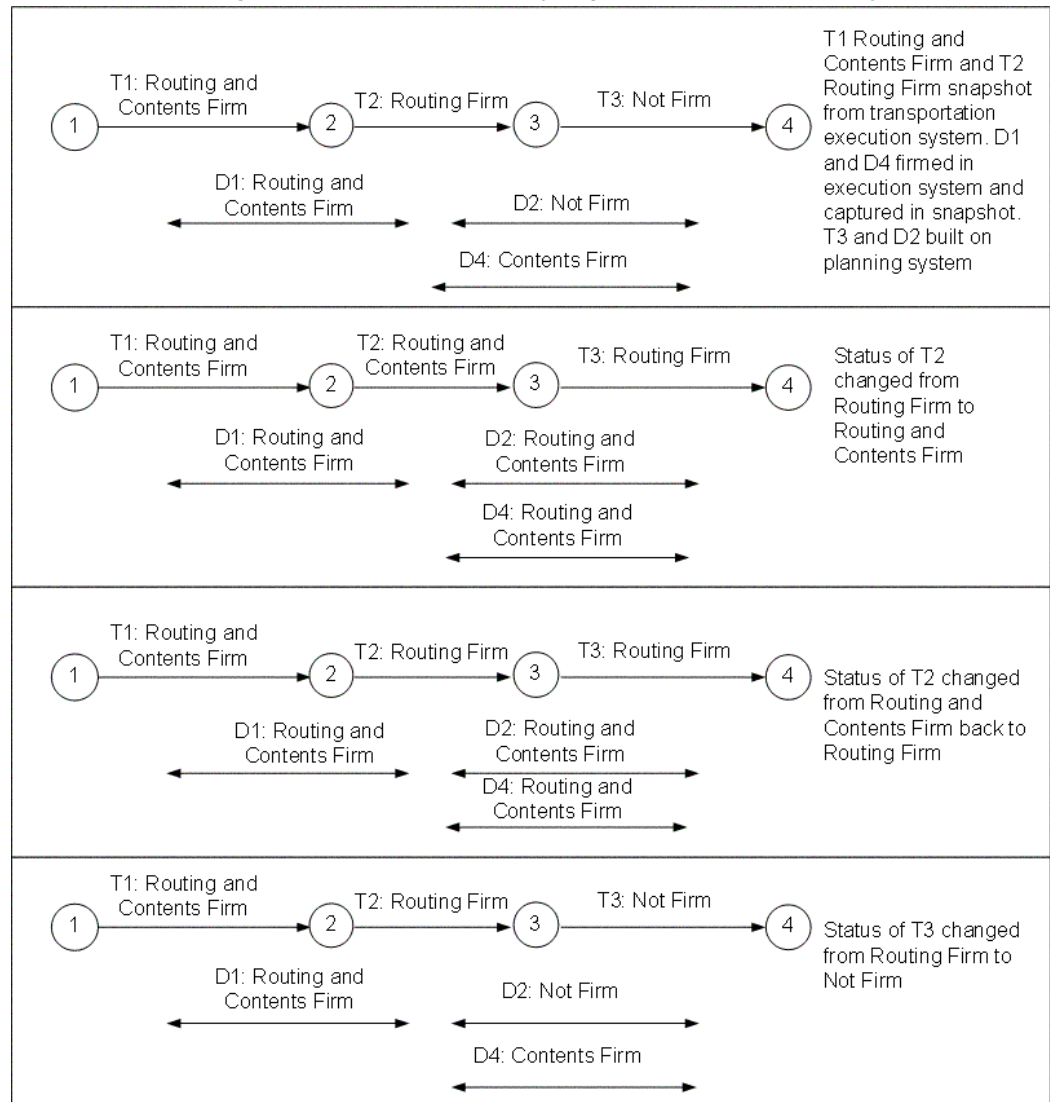 T1: Routing and
Contents Firm
T2: Routing Firm
T3: Not Firm
1
2
3
4
D1: Routing and
Contents Firm
D2: Not Firm
D4: Contents Firm
T1 Routing and
Contents Firm and T2
Routing Firm snapshot
from transportation
execution system. D1
and D4 firmed in
execution system and
captured in snapshot.
T3 and D2 built on
planning system
T1: Routing and
Contents Firm
T2: Routing and
Contents Firm
T3: Routing Firm
1
2
3
4
D1: Routing and
Contents Firm
D2: Routing and
Contents Firm
D4: Routing and
Contents Firm
Status of T2
changed from
Routing Firm to
Routing and
Contents Firm
T1: Routing and
Contents Firm
T2: Routing Firm
T3: Routing Firm
1
2
3
4
D1: Routing and
Contents Firm
D2: Routing and
Contents Firm
D4: Routing and
Contents Firm
Status of T2 changed
from Routing and
Contents Firm back to
Routing Firm
T1: Routing and
Contents Firm
T2: Routing Firm
T3: Not Firm
1
2
3
4
D1: Routing and
Contents Firm
D2: Not Firm
D4: Contents Firm
Status of T3 changed
from Routing Firm to
Not Firm